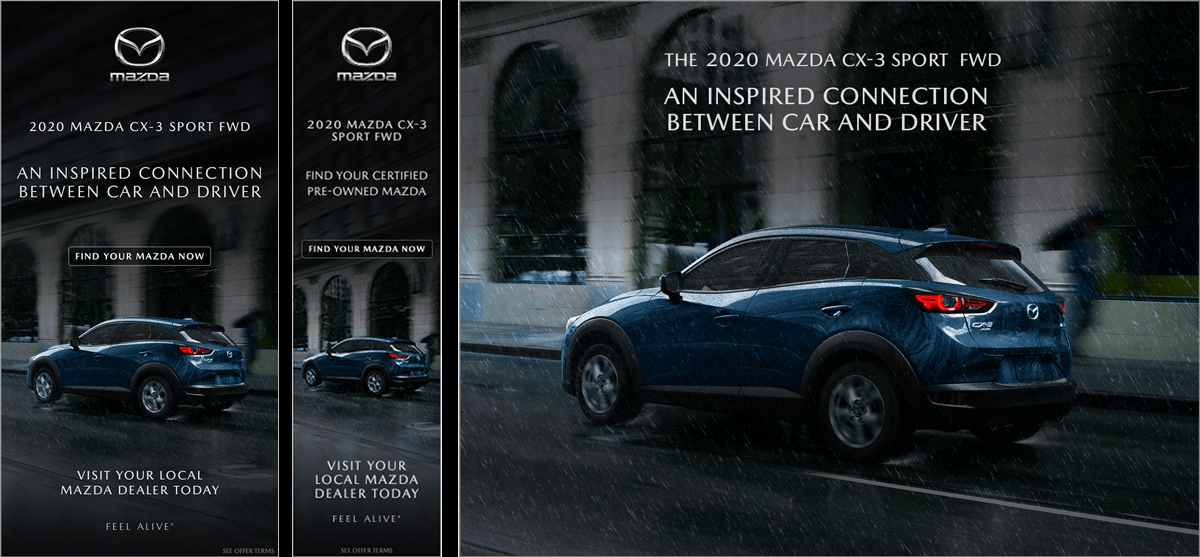 mazda
2020 MAZDA CX-3 SPORT FWD
AN INSPIRED CONNECTION
BETWEEN CAR AND DRIVER
FIND YOUR MAZDA NOW
VISIT YOUR LOCAL
MAZDA DEALER TODAY
FEEL ALIVE®
SEE OFFER TERMS
mazda
2020 MAZDA CX-3
SPORT FWD
FIND YOUR CERTIFIED
PRE-OWNED MAZDA
FIND YOUR MAZDA NOW
VISIT YOUR
LOCAL MAZDA
DEALER TODAY
FEEL ALIVE®
SEE OFFER TERMS
THE 2020 MAZDA CX-3 SPORT FWD
AN INSPIRED CONNECTION
BETWEEN CAR AND DRIVER
CX-3